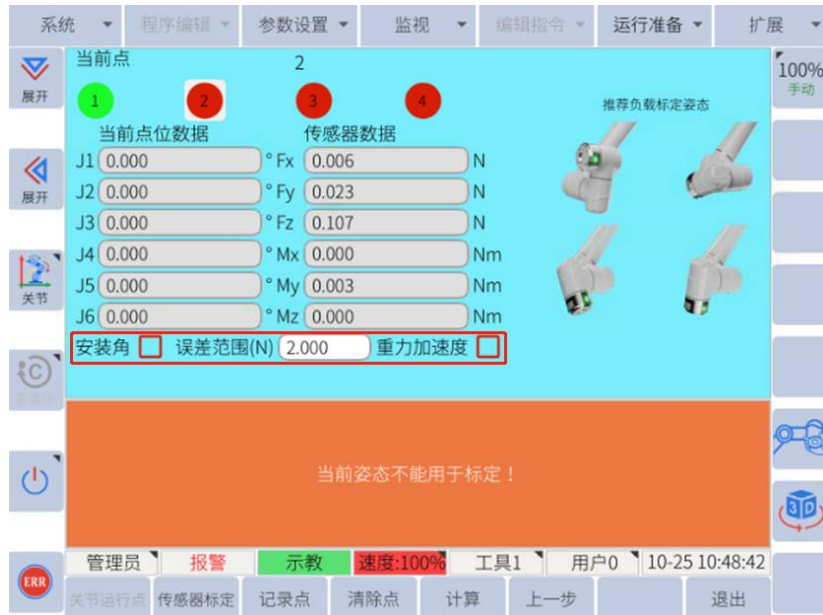 系统 程序编辑 参数设置 监视 编辑指令 运行准备 扩展
展开
展开
关节
当前点 2
1 2 3 4
当前点位数据 传感器数据
J1 0.000 ° Fx 0.006 N
J2 0.000 ° Fy 0.023 N
J3 0.000 ° Fz 0.107 N
J4 0.000 ° Mx 0.000 Nm
J5 0.000 ° My 0.003 Nm
J6 0.000 ° Mz 0.000 Nm
安装角 误差范围(N) 2.000 重力加速度
推荐负载标定姿态
100%
手动
C
3D
当前姿态不能用于标定！
ERR
管理员 报警 示教 速度:100% 工具1 用户0 10-25 10:48:42
关节运行点 传感器标定 记录点 清除点 计算 上一步 退出